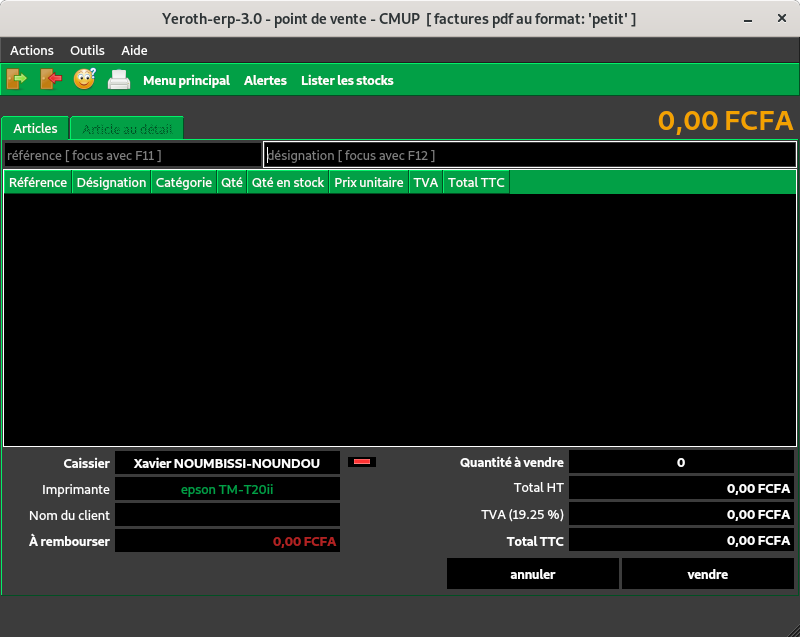 Yeroth-erp-3.0 - point de vente - CMUP [ factures pdf au format: 'petit' ]
Actions Outils Aide
Menu principal Alertes Lister les stocks
0,00 FCFA
Articles Article au détail
référence [ focus avec F11 ] désignation [ focus avec F12 ]
Référence Désignation Catégorie Qté Qté en stock Prix unitaire TVA Total TTC
Caissier Xavier NOUMBISSI-NOUNDOU Quantité à vendre 0
Imprimante epson TM-T20ii Total HT 0,00 FCFA
Nom du client TVA (19.25 %) 0,00 FCFA
À rembourser 0,00 FCFA Total TTC 0,00 FCFA
annuler vendre